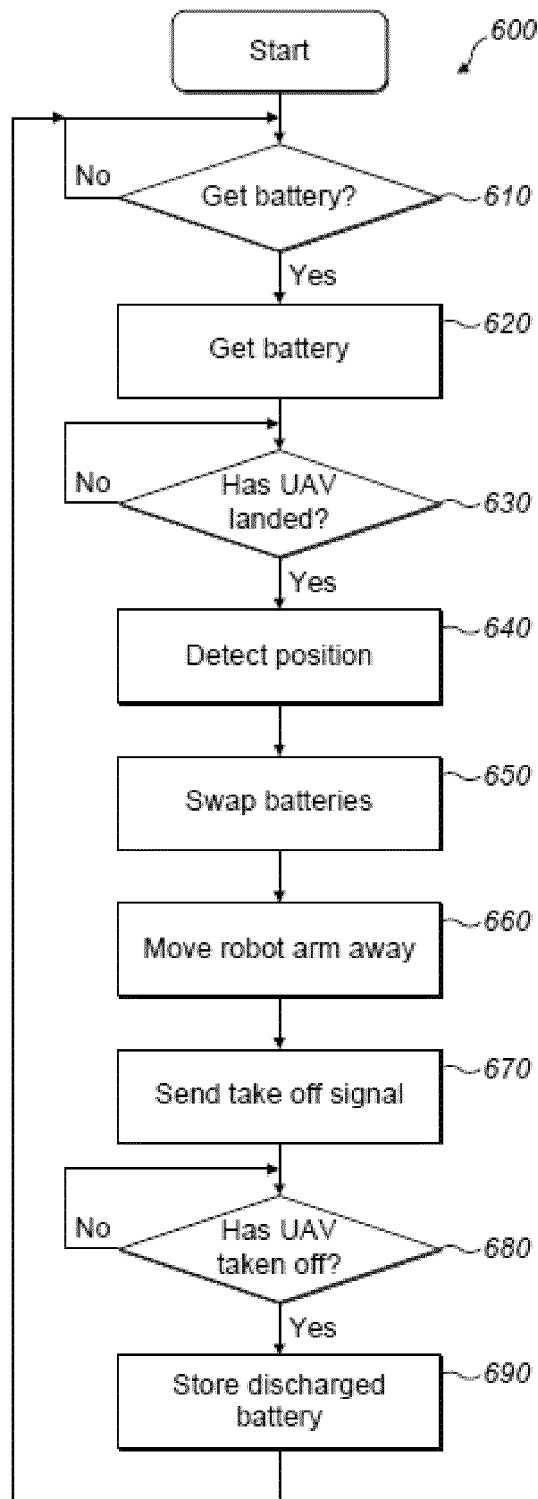 Start
600
Get battery?
610
No
Yes
Get battery
620
Has UAV
landed?
630
No
Yes
Detect position
640
Swap batteries
650
Move robot arm away
660
Send take off signal
670
Has UAV
taken off?
680
No
Yes
Store discharged
battery
690